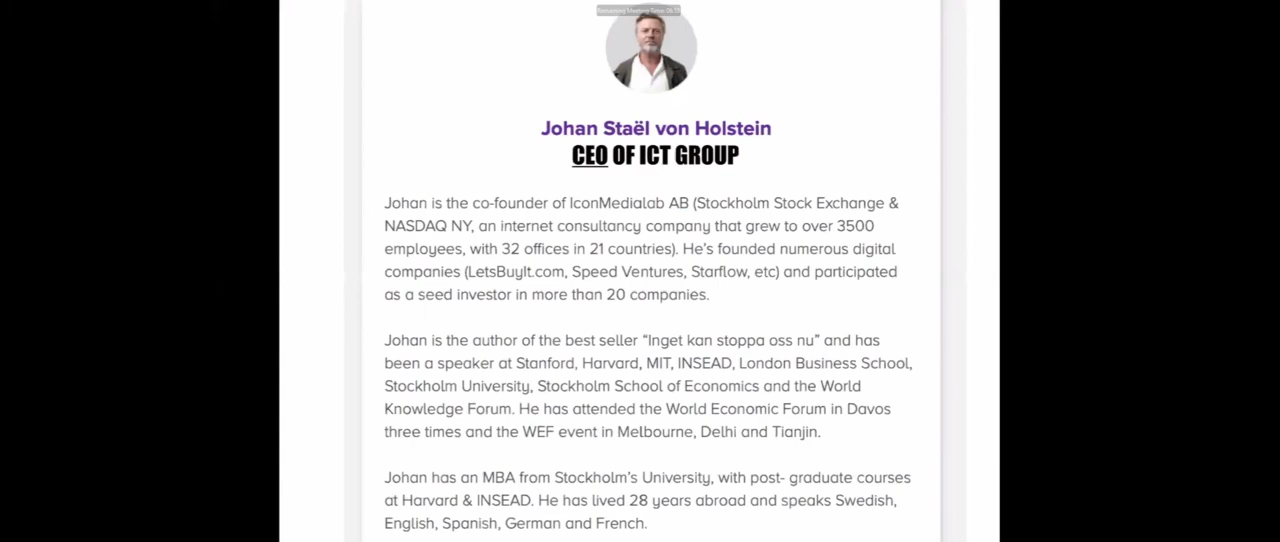 Remaining Meeting Time: 06:19
Johan Staël von Holstein
CEO OF ICT GROUP
Johan is the co-founder of IconMedialab AB (Stockholm Stock Exchange &
NASDAQ NY, an internet consultancy company that grew to over 3500
employees, with 32 offices in 21 countries). He's founded numerous digital
companies (LetsBuyIt.com, Speed Ventures, Starflow, etc) and participated
as a seed investor in more than 20 companies.
Johan is the author of the best seller “Inget kan stoppa oss nu” and has
been a speaker at Stanford, Harvard, MIT, INSEAD, London Business School,
Stockholm University, Stockholm School of Economics and the World
Knowledge Forum. He has attended the World Economic Forum in Davos
three times and the WEF event in Melbourne, Delhi and Tianjin.
Johan has an MBA from Stockholm's University, with post- graduate courses
at Harvard & INSEAD. He has lived 28 years abroad and speaks Swedish,
English, Spanish, German and French.